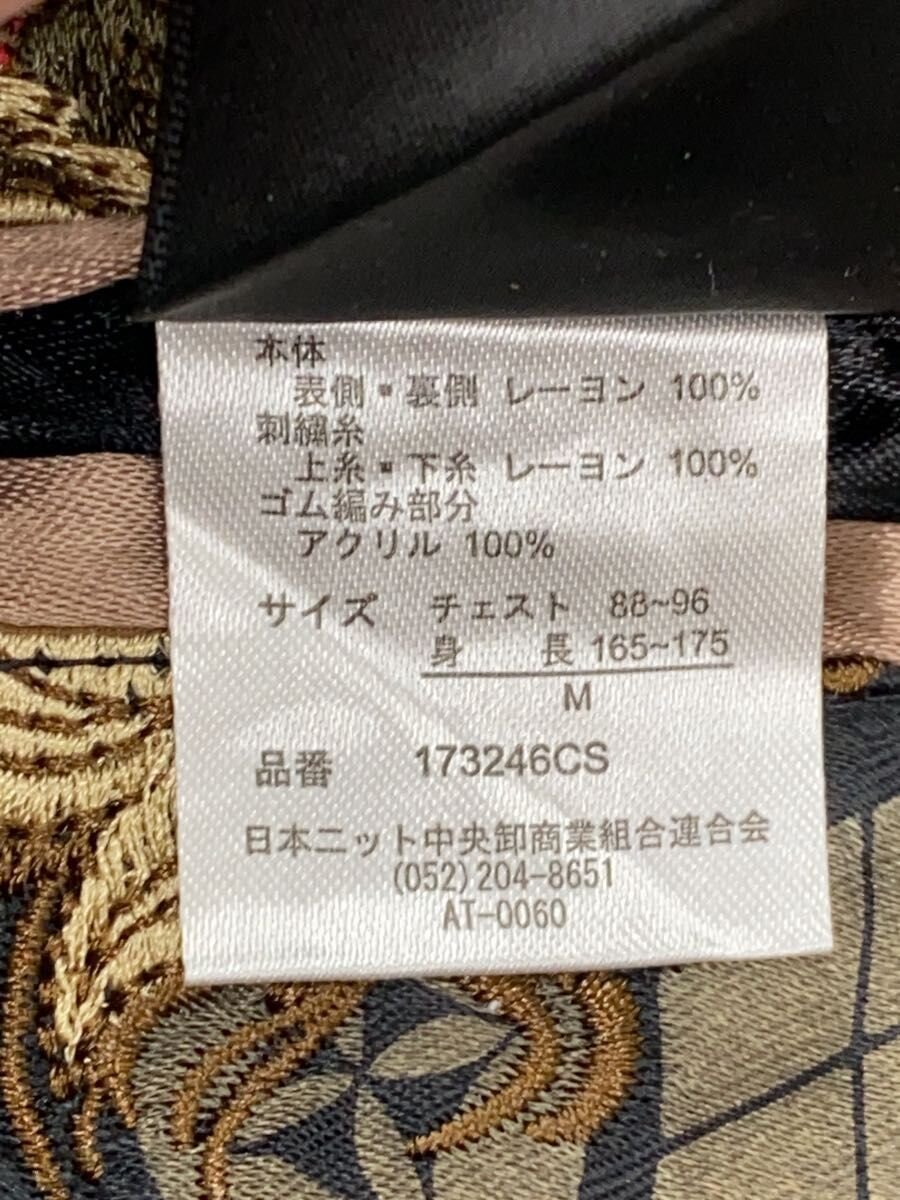 本体
表側・裏側 レーヨン 100%
刺繍糸
上糸・下糸 レーヨン 100%
ゴム編み部分
アクリル 100%
サイズ チェスト 88~96
身 長 165~175
M
品番 173246CS
日本ニット中央卸商業組合連合会
(052)204-8651
AT-0060